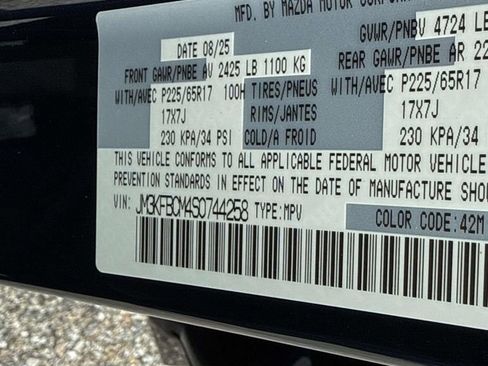 MFD. BY MAZDA MOTOR CORPORAT
DATE 08/25 GVWR/PNBV 4724 LB
FRONT GAWR/PNBE AV 2425 LB 1100 KG REAR GAWR/PNBE AR 22
WITH/AVEC P225/65R17 100H TIRES/PNEUS WITH/AVEC P225/65R17
17X7J RIMS/JANTES 17X7J
230 KPA/34 PSI COLD/A FROID 230 KPA/34
THIS VEHICLE CONFORMS TO ALL APPLICABLE FEDERAL MOTOR VEHICLE
PREVENTION STANDARDS IN EFFECT ON THE DATE OF MANUFACTURE SHO
VIN: JM3KFBCM4S0744258 TYPE:MPV
COLOR CODE:42M